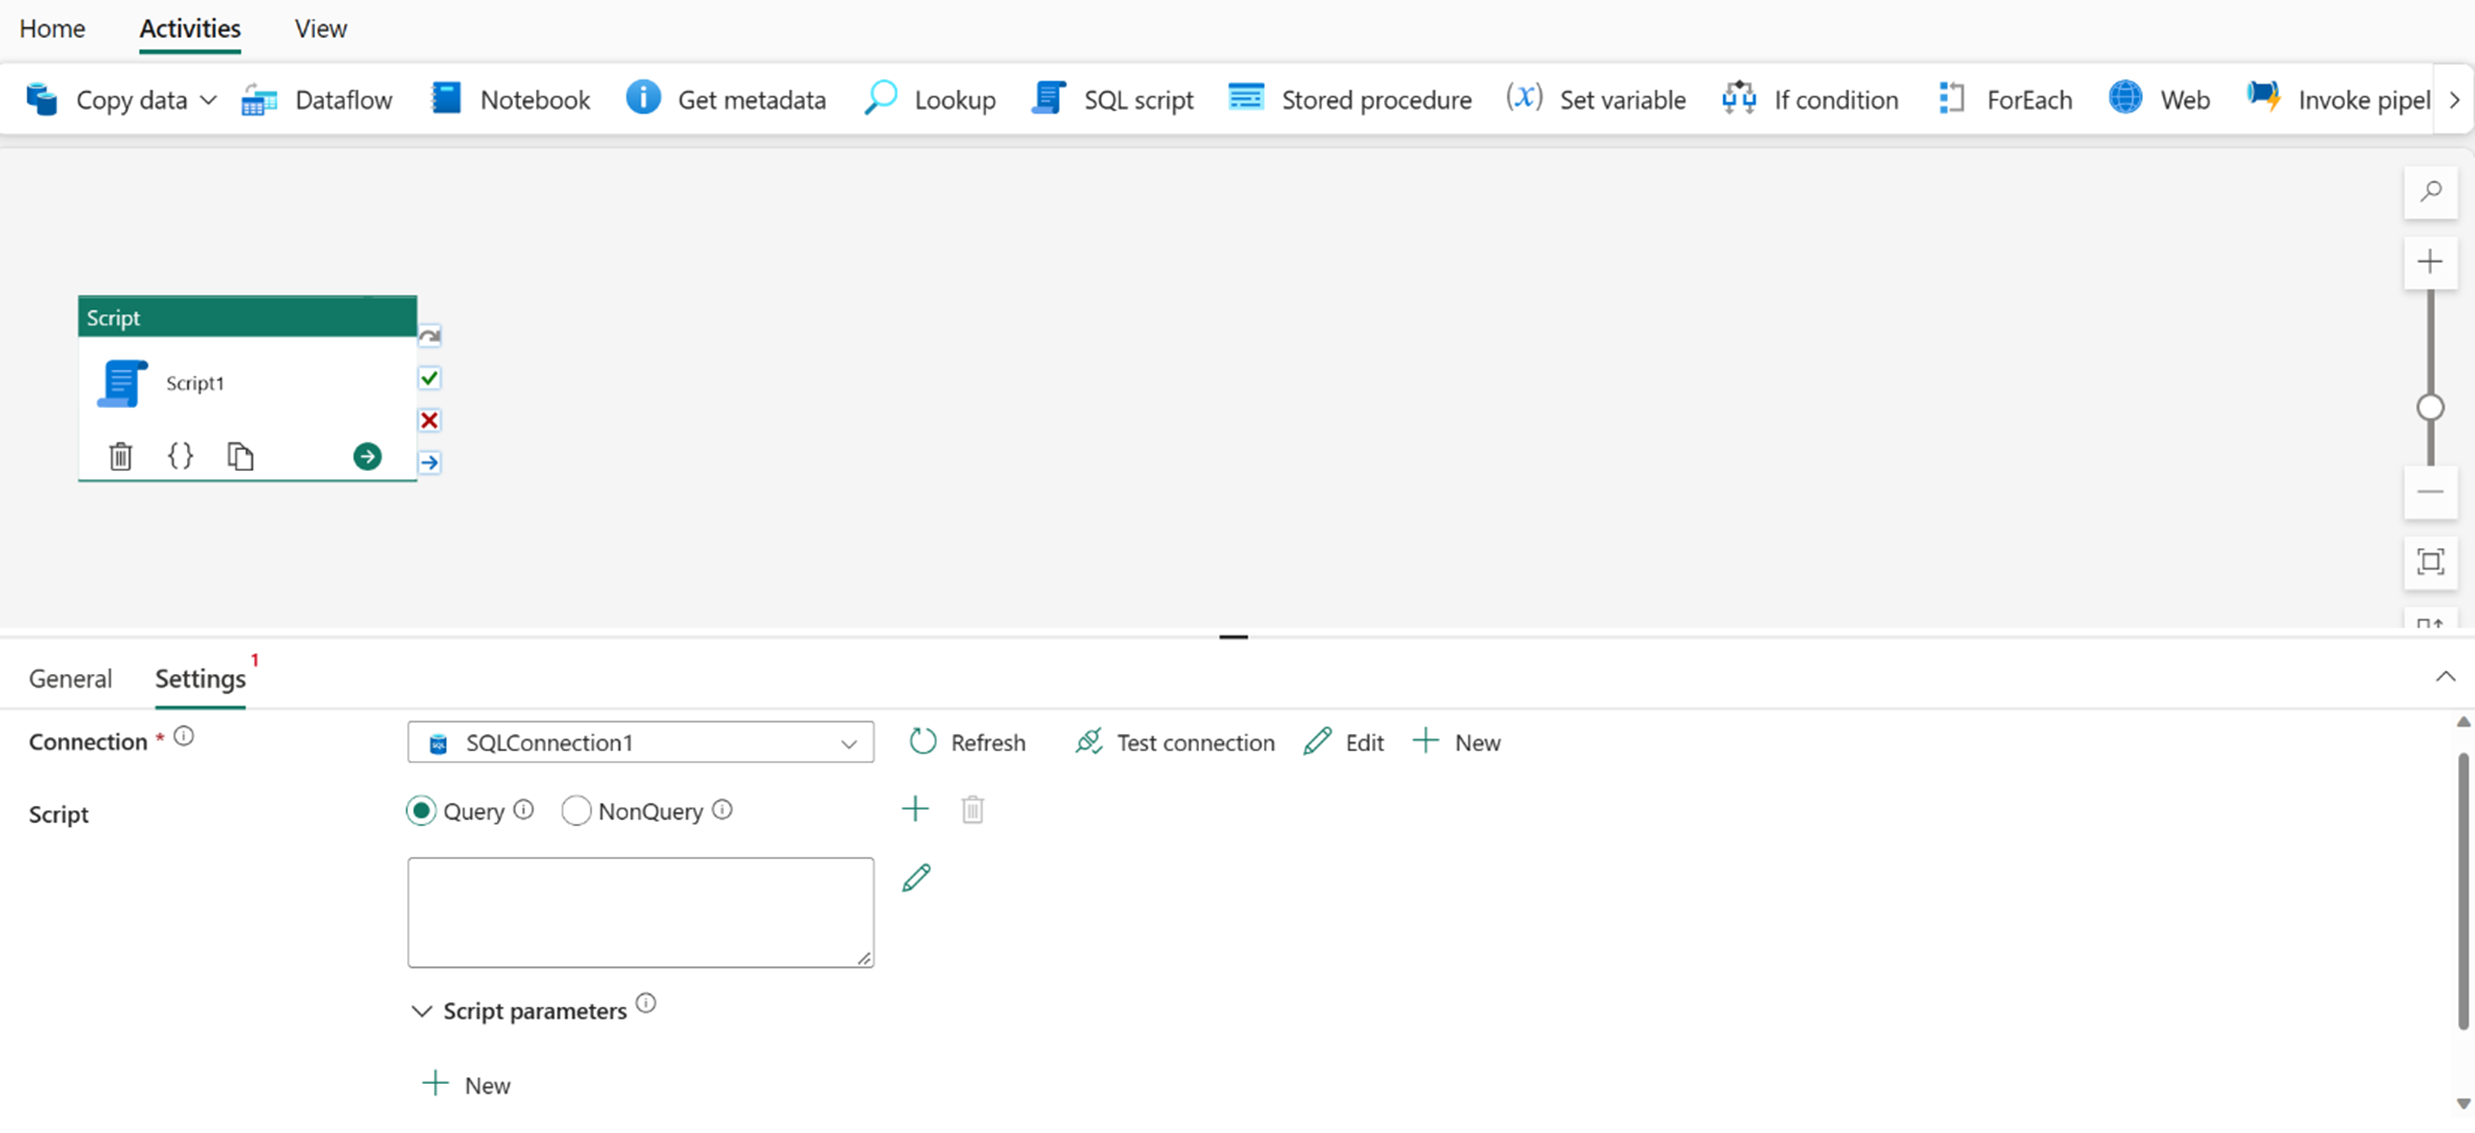 Home Activities View
Copy data Dataflow Notebook Get metadata Lookup SQL script Stored procedure (x) Set variable If condition ForEach Web Invoke pipel
Script
Script1
{}
General Settings 1
Connection * SQLConnection1 Refresh Test connection Edit New
Script Query NonQuery
Script parameters
New